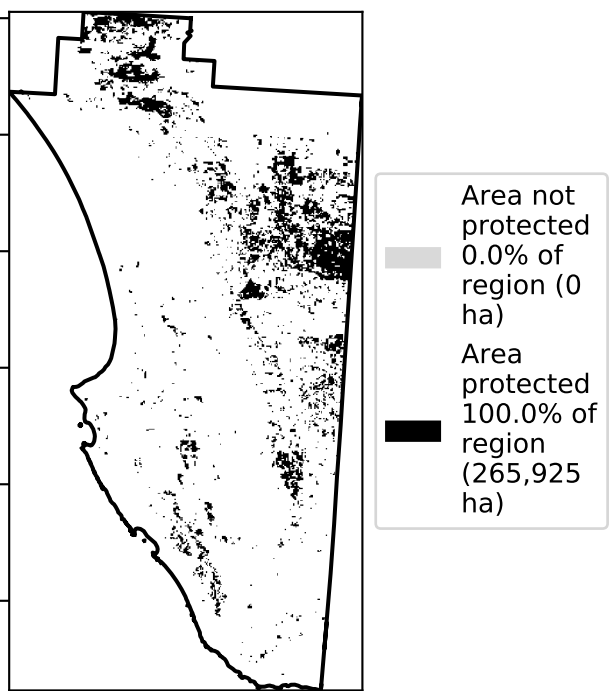 Area not
protected
0.0% of
region (0
ha)
Area
protected
100.0% of
region
(265,925
ha)